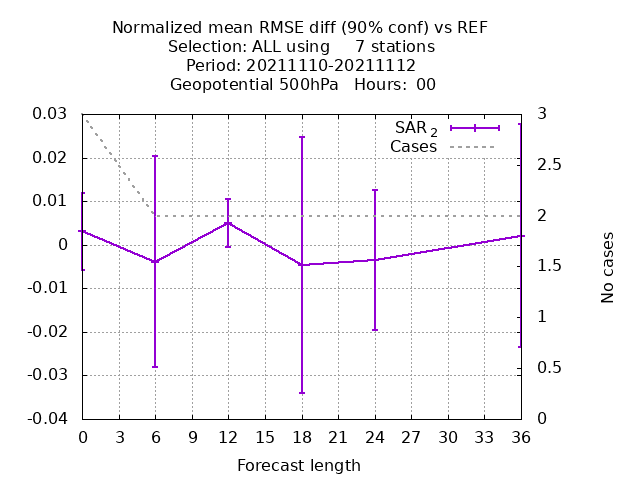 Normalized mean RMSE diff (90% conf) vs REF
Selection: ALL using     7 stations
Period: 20211110-20211112
Geopotential 500hPa   Hours:  00
0.03
0.02
0.01
0
-0.01
-0.02
-0.03
-0.04
SAR 2
Cases
3
2.5
2
1.5
1
0.5
0
No cases
0 3 6 9 12 15 18 21 24 27 30 33 36
Forecast length